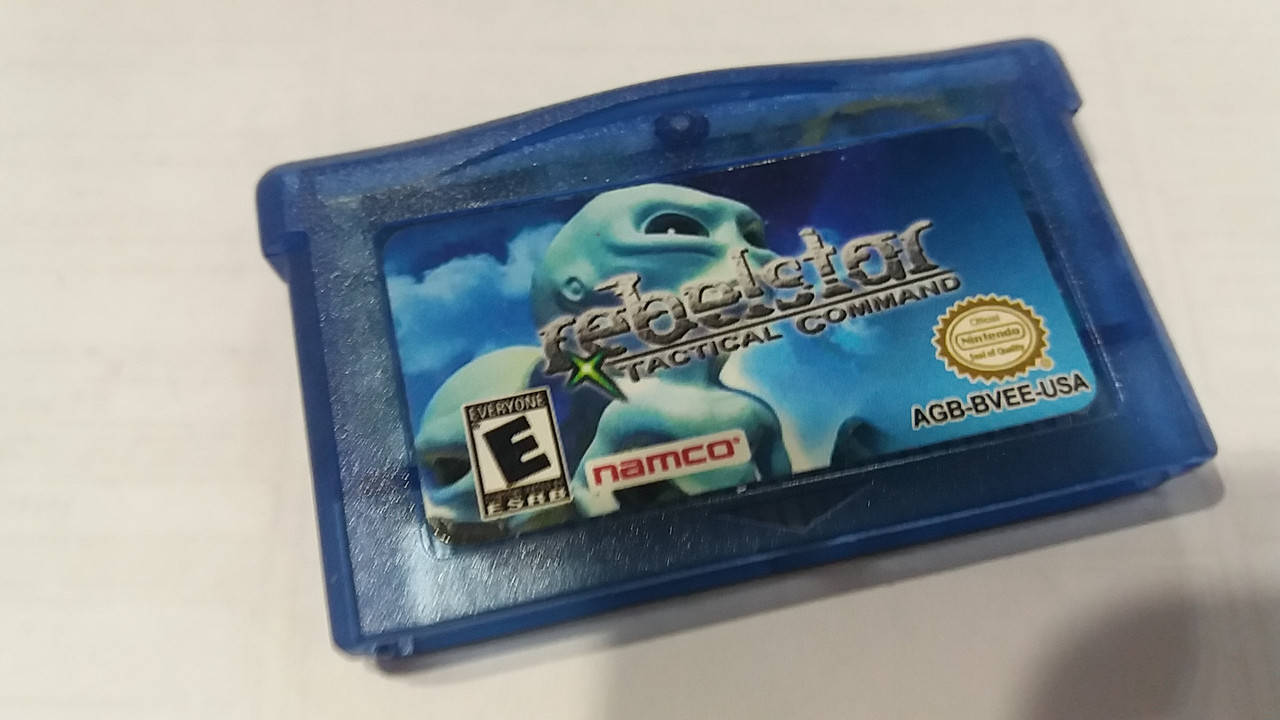 rebelstar
TACTICAL COMMAND
Official
Nintendo
Seal of Quality
AGB-BVEE-USA
EVERYONE
E
ESRB
namco